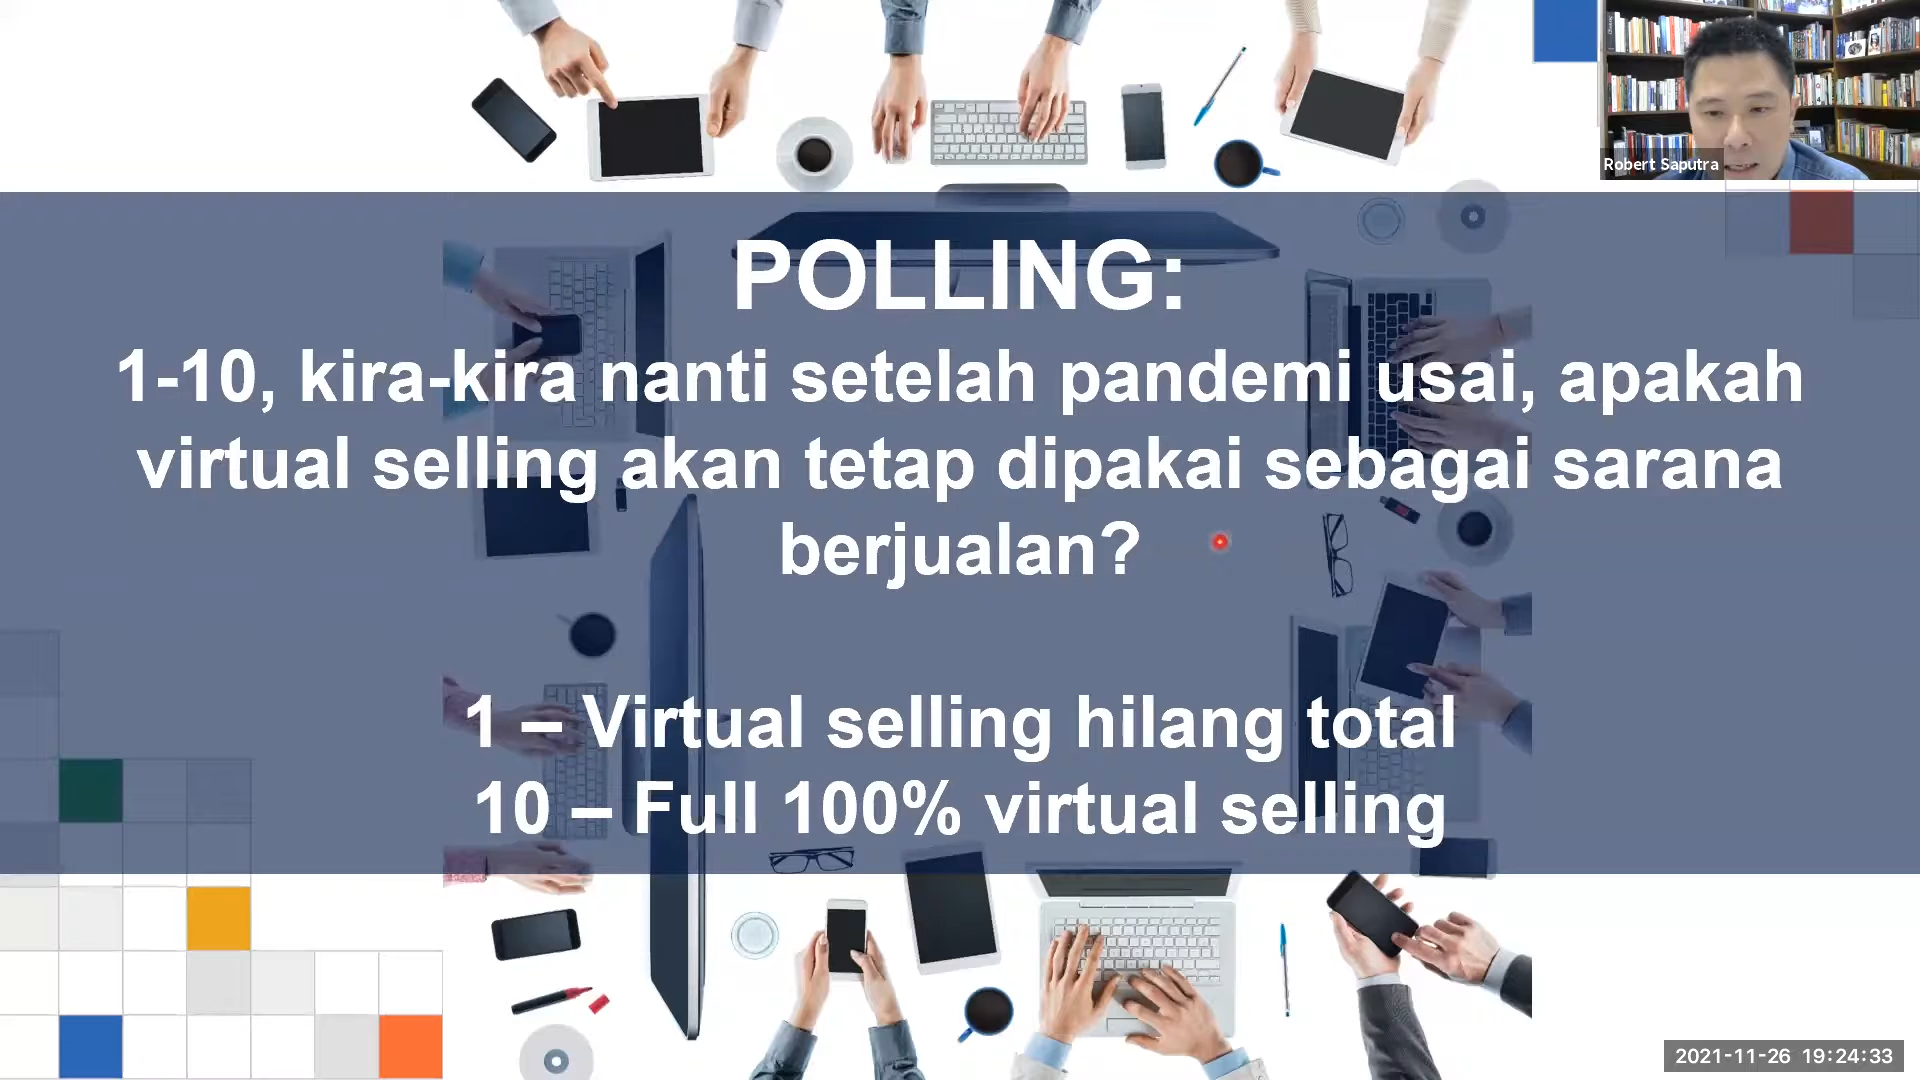 Robert Saputra
POLLING:
1-10, kira-kira nanti setelah pandemi usai, apakah
virtual selling akan tetap dipakai sebagai sarana
berjualan?
1 – Virtual selling hilang total
10 – Full 100% virtual selling
2021-11-26 19:24:33